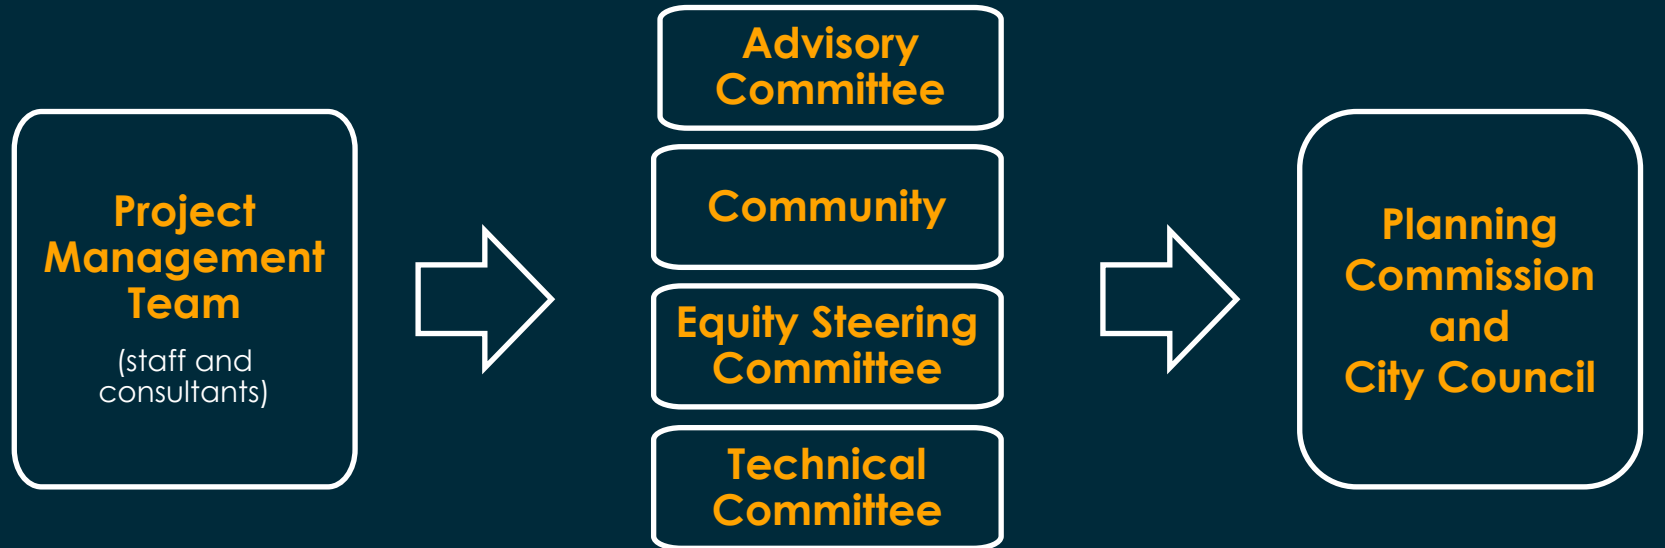 Project
Management
Team
(staff and
consultants)
Advisory
Committee
Community
Equity Steering
Committee
Technical
Committee
Planning
Commission
and
City Council